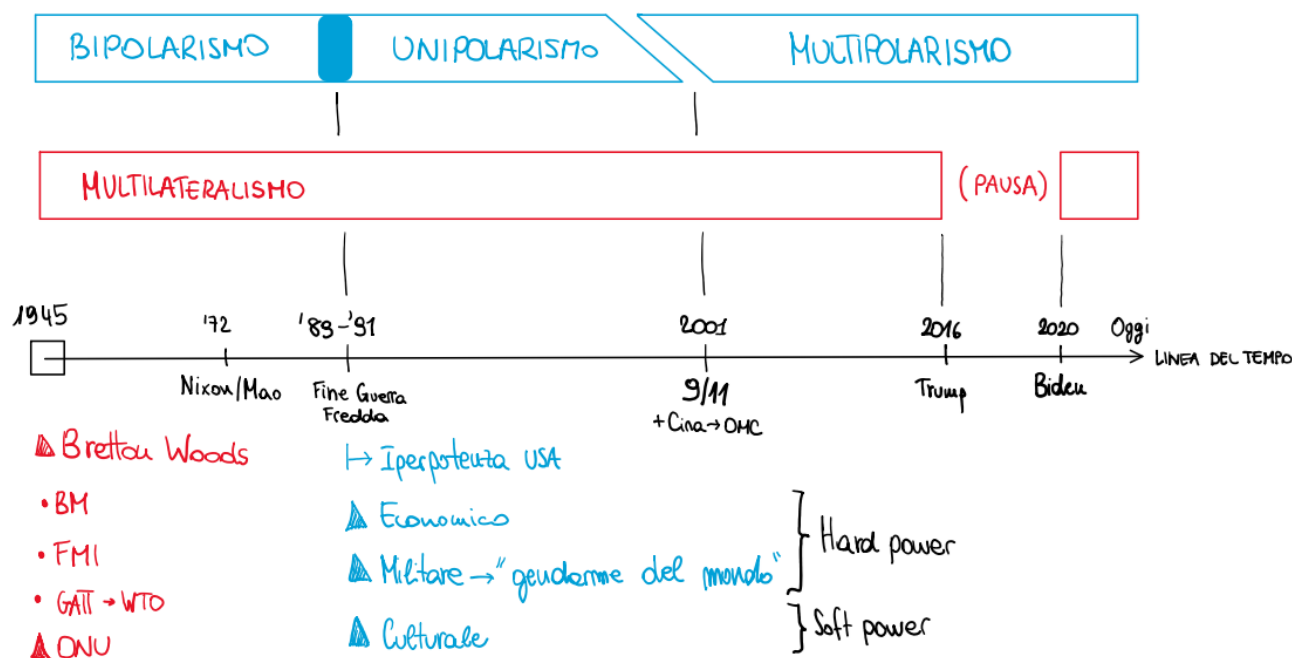 BIPOLARISMO UNIPOLARISMO MULTIPOLARISMO
MULTILATERALISMO (PAUSA)
1945 '72 '89-'91 2001 2016 2020 Oggi
LINEA DEL TEMPO
Nixon/Mao Fine Guerra Fredda 9/11 Trump Biden
+ Cina → OMC
▲ Bretton Woods
• BM
• FMI
• GATT → WTO
▲ ONU
↦ Iperpotenza USA
▲ Economico
▲ Militare → "gendarme del mondo"
▲ Culturale
Hard power
Soft power